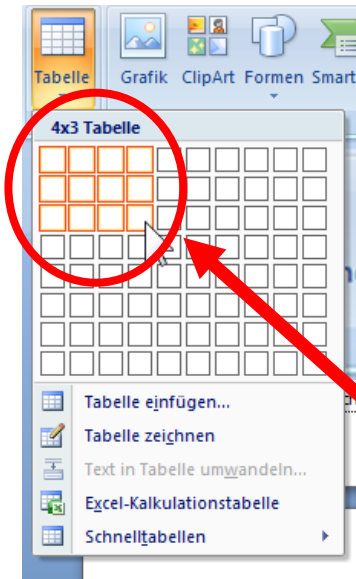 Tabelle Grafik ClipArt Formen Smart
4x3 Tabelle
Tabelle einfügen...
Tabelle zeichnen
Text in Tabelle umwandeln...
Excel-Kalkulationstabelle
Schnelltabellen